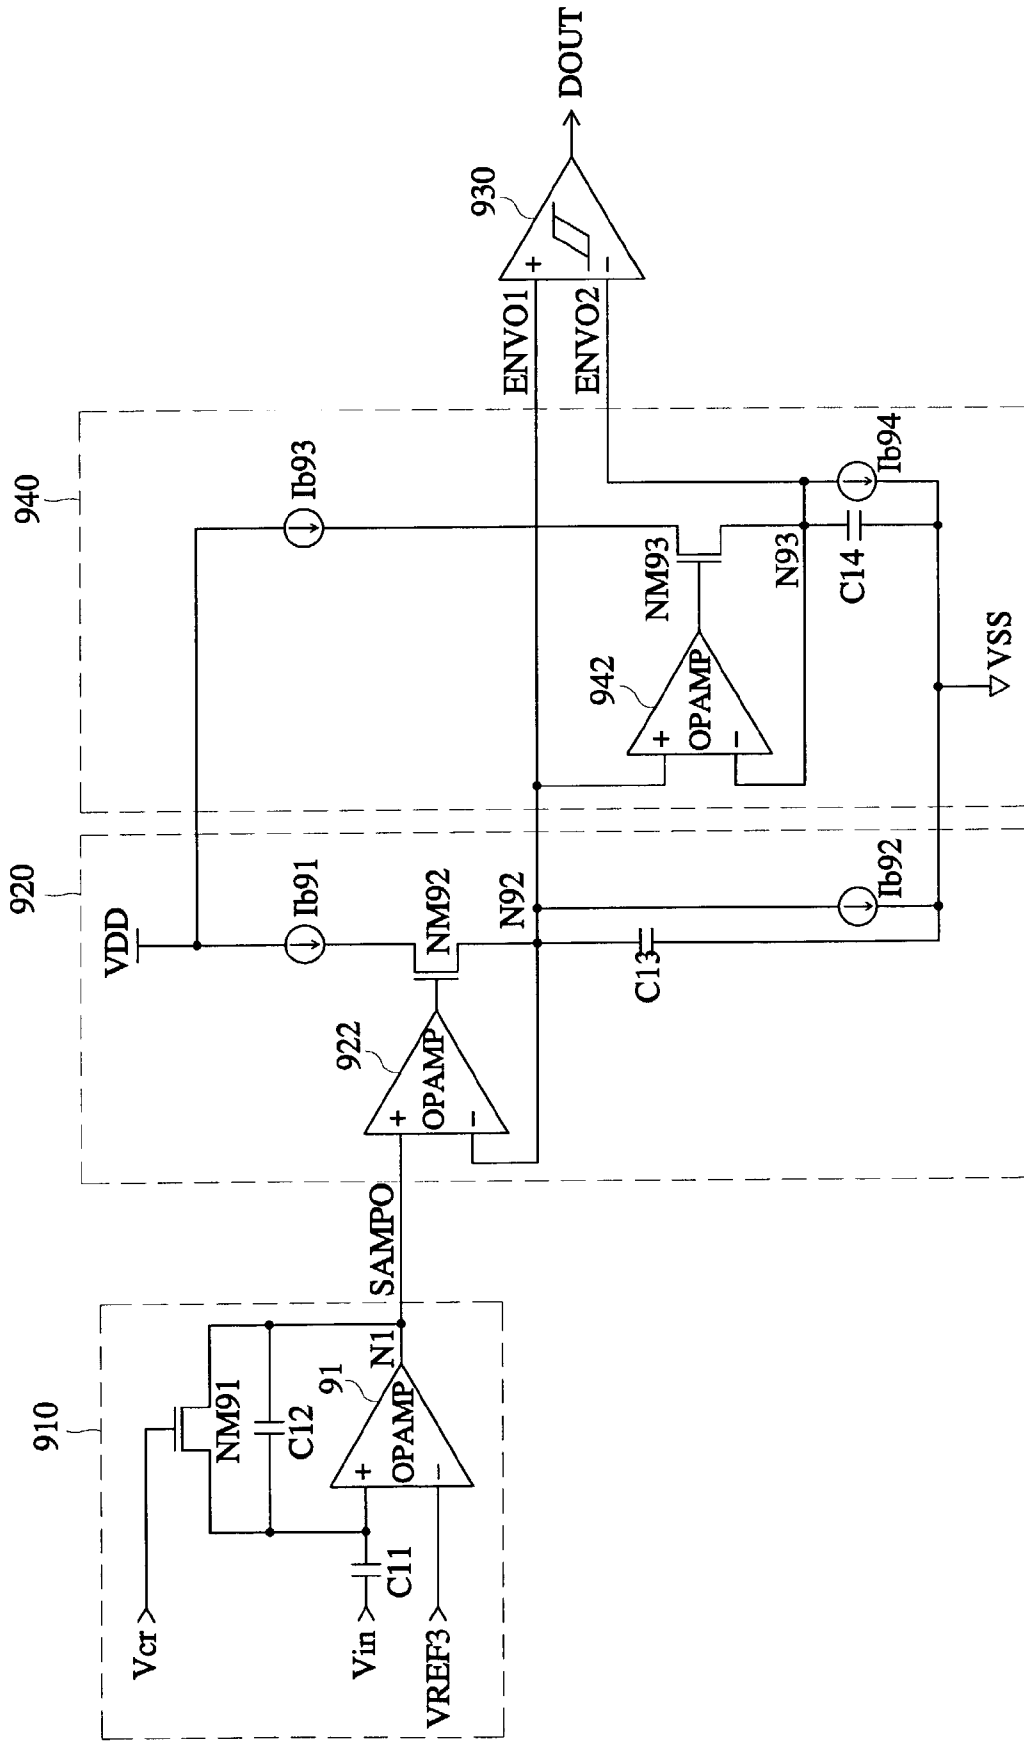 910
Vcr
NM91
C12
Vin
C11
VREF3
+
−
OPAMP
91
N1
SAMPO
920
VDD
Ib91
922
+
−
OPAMP
NM92
N92
C13
Ib92
940
Ib93
942
+
−
OPAMP
NM93
N93
C14
Ib94
VSS
ENVO1
ENVO2
930
+
−
DOUT